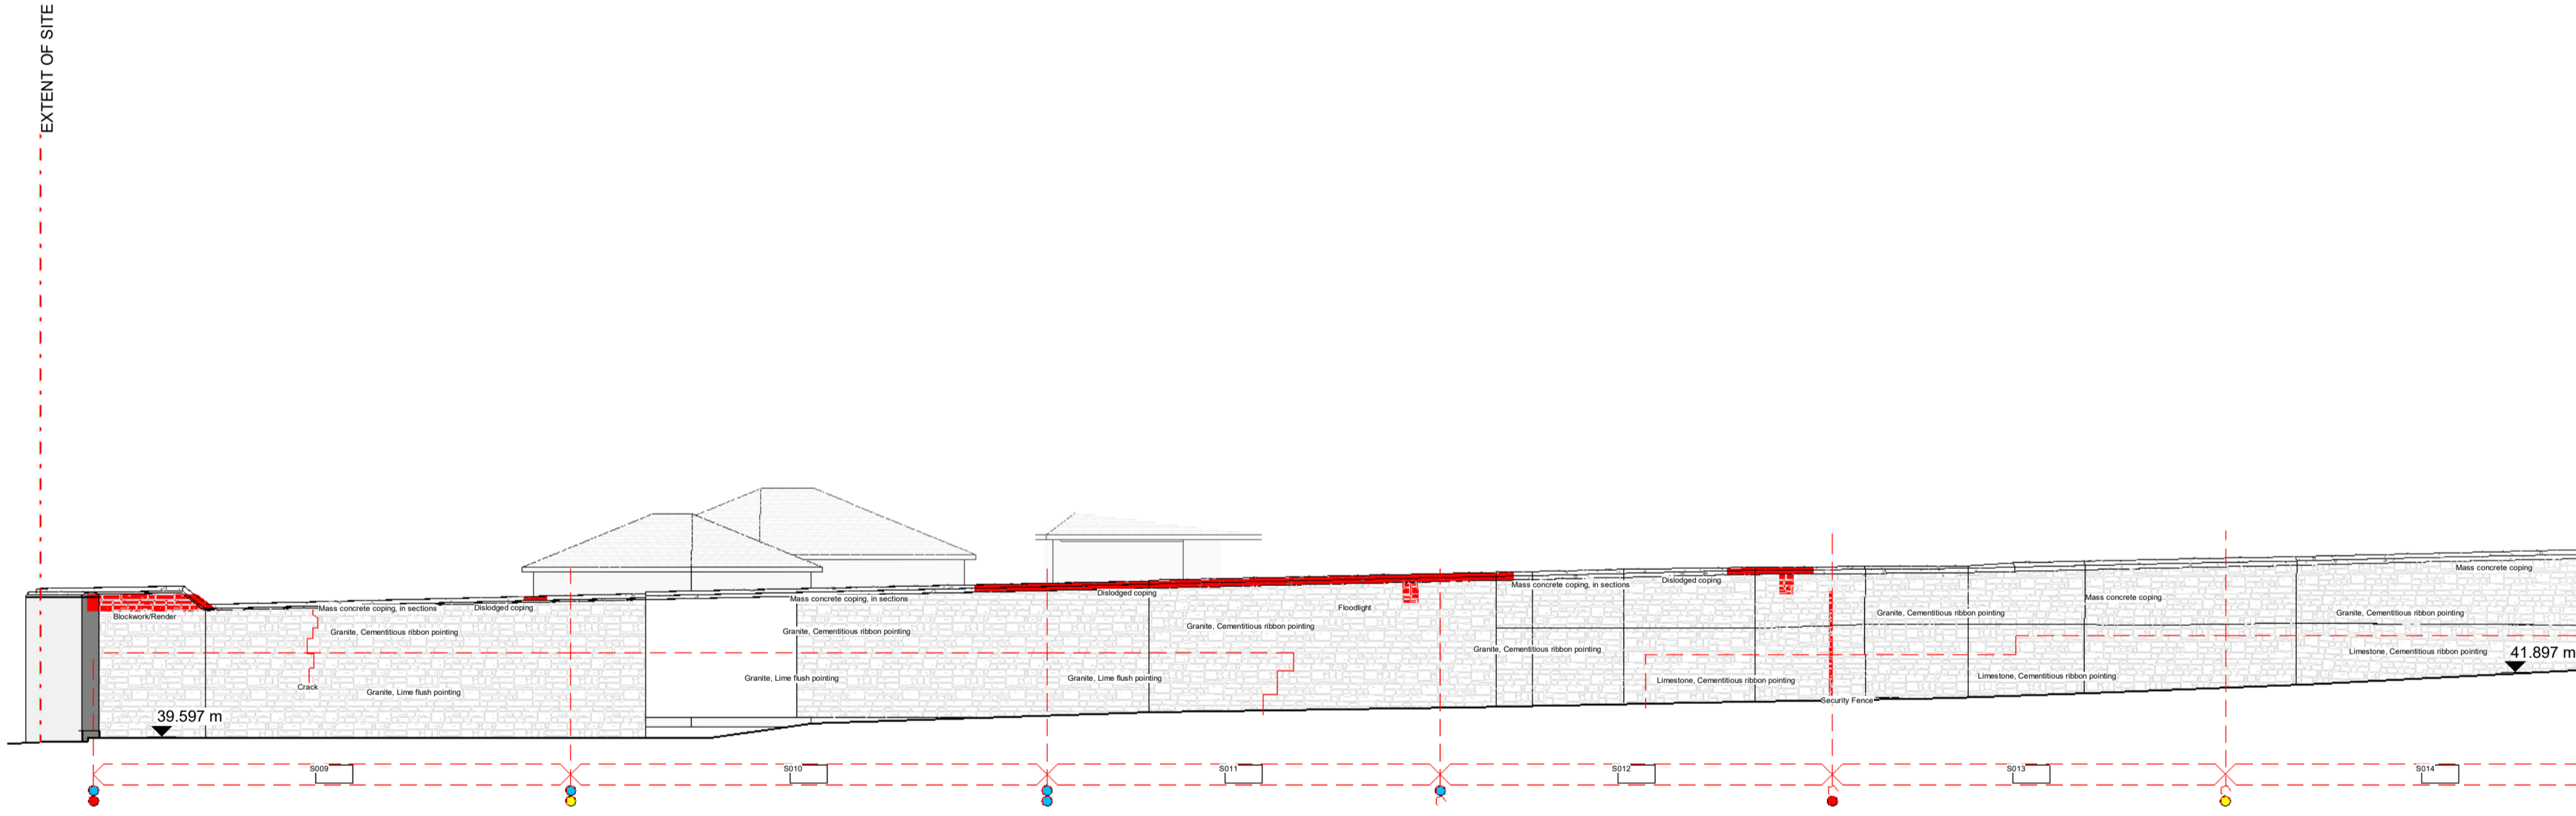 EXTENT OF SITE
Mass concrete coping
Mass concrete coping, in sections
Dislodged coping
Dislodged coping
Mass concrete coping
Mass concrete coping, in sections
Mass concrete coping, in sections
Dislodged coping
Floodlight
Blockwork/Render
Granite, Cementitious ribbon pointing
Granite, Cementitious ribbon pointing
Granite, Cementitious ribbon pointing
Granite, Cementitious ribbon pointing
Granite, Cementitious ribbon pointing
Granite, Cementitious ribbon pointing
Limestone, Cementitious ribbon pointing
41.897 m
Crack
Granite, Lime flush pointing
Granite, Lime flush pointing
Granite, Lime flush pointing
Limestone, Cementitious ribbon pointing
Limestone, Cementitious ribbon pointing
Security Fence
39.597 m
S009
S010
S011
S012
S013
S014